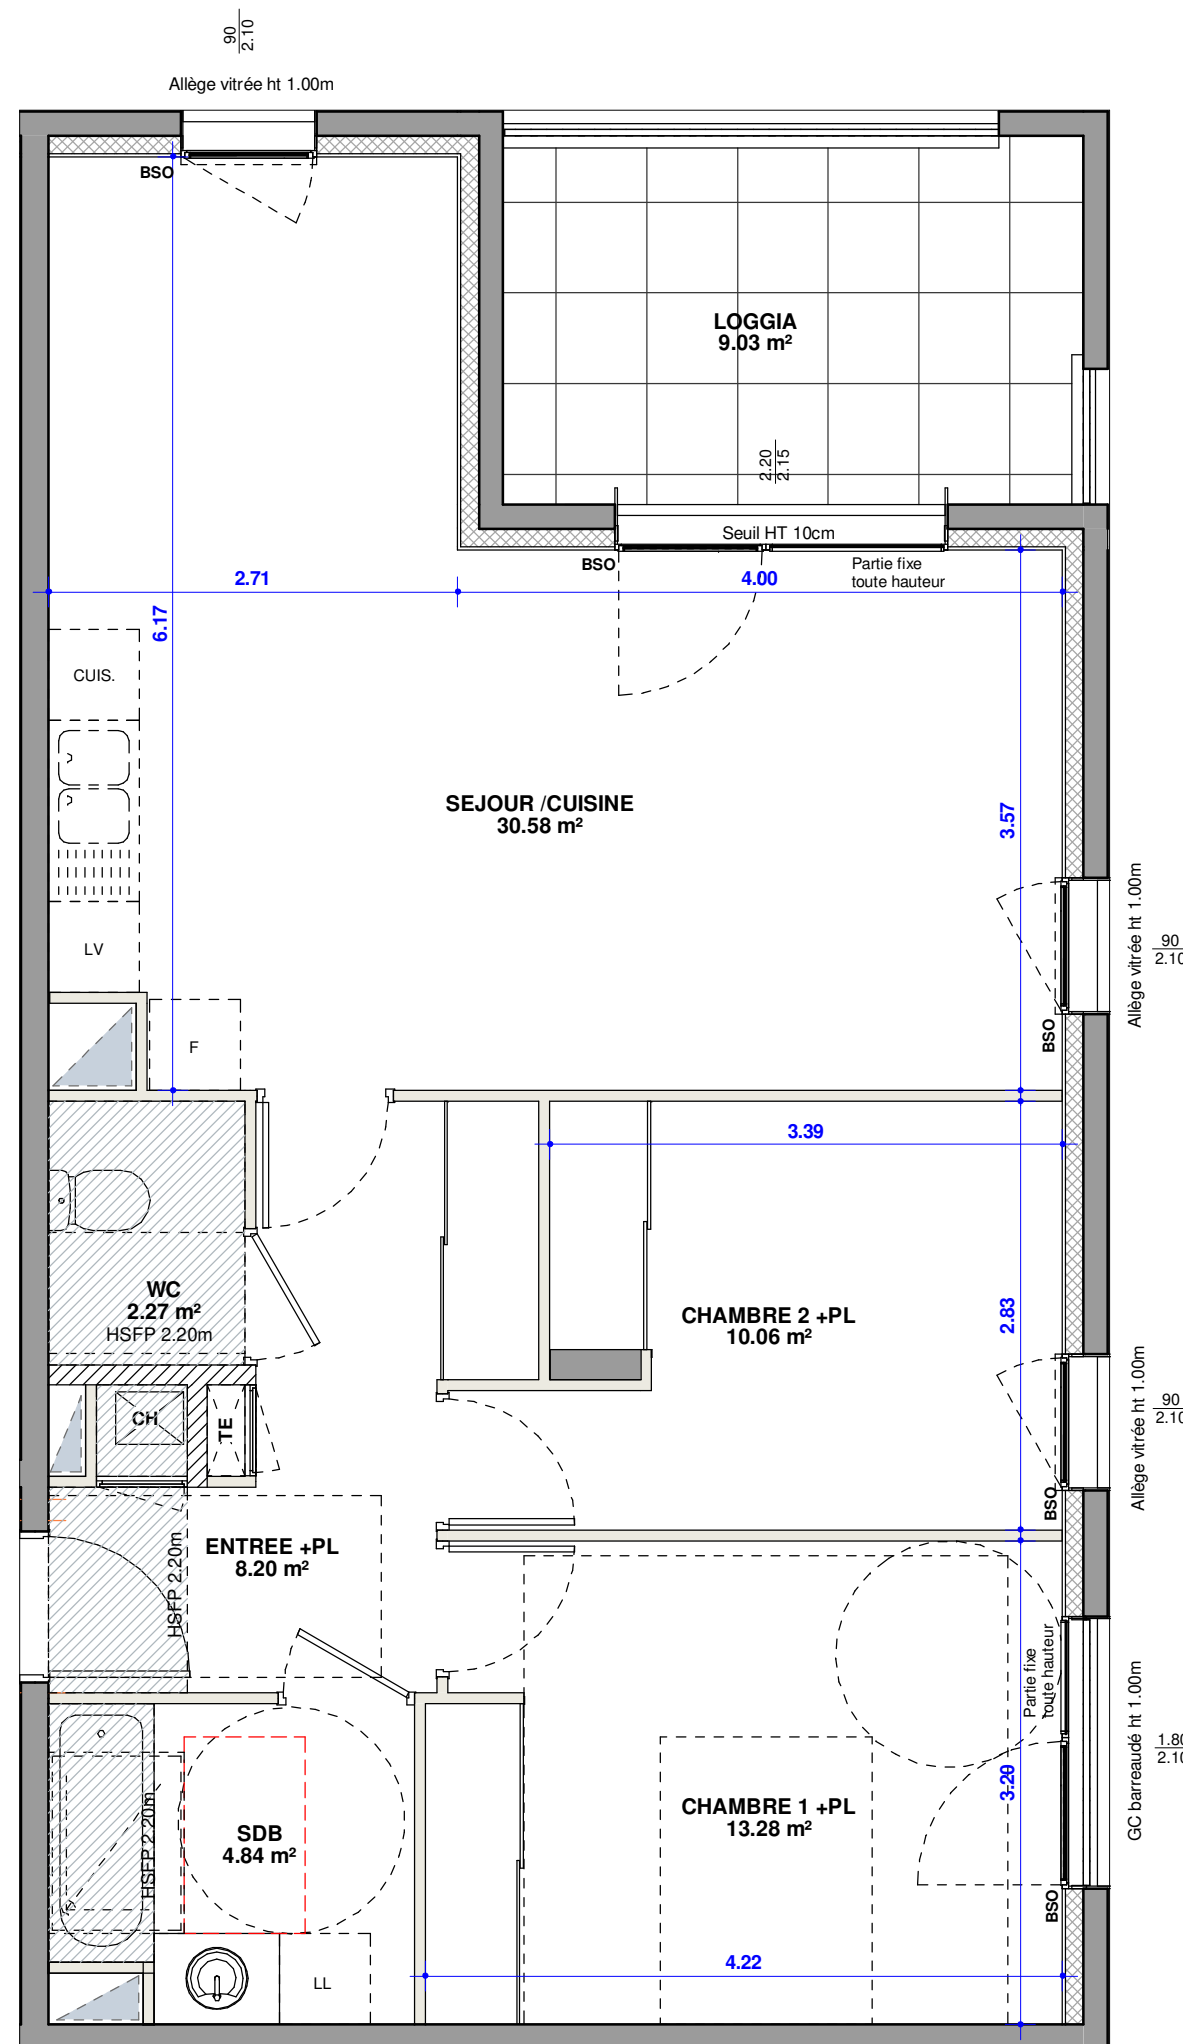 90
2.10
Allège vitrée ht 1.00m
BSO
LOGGIA
9.03 m²
2.20
2.15
Seuil HT 10cm
BSO
Partie fixe
toute hauteur
2.71
4.00
6.17
CUIS.
SEJOUR /CUISINE
30.58 m²
3.57
LV
F
Allège vitrée ht 1.00m
90
2.10
BSO
3.39
WC
2.27 m²
HSFP 2.20m
CHAMBRE 2 +PL
10.06 m²
2.83
CH
TE
Allège vitrée ht 1.00m
90
2.10
BSO
ENTREE +PL
8.20 m²
HSFP 2.20m
Partie fixe
toute hauteur
GC barreaudé ht 1.00m
1.80
2.10
3.20
CHAMBRE 1 +PL
13.28 m²
SDB
4.84 m²
HSFP 2.20m
BSO
4.22
LL